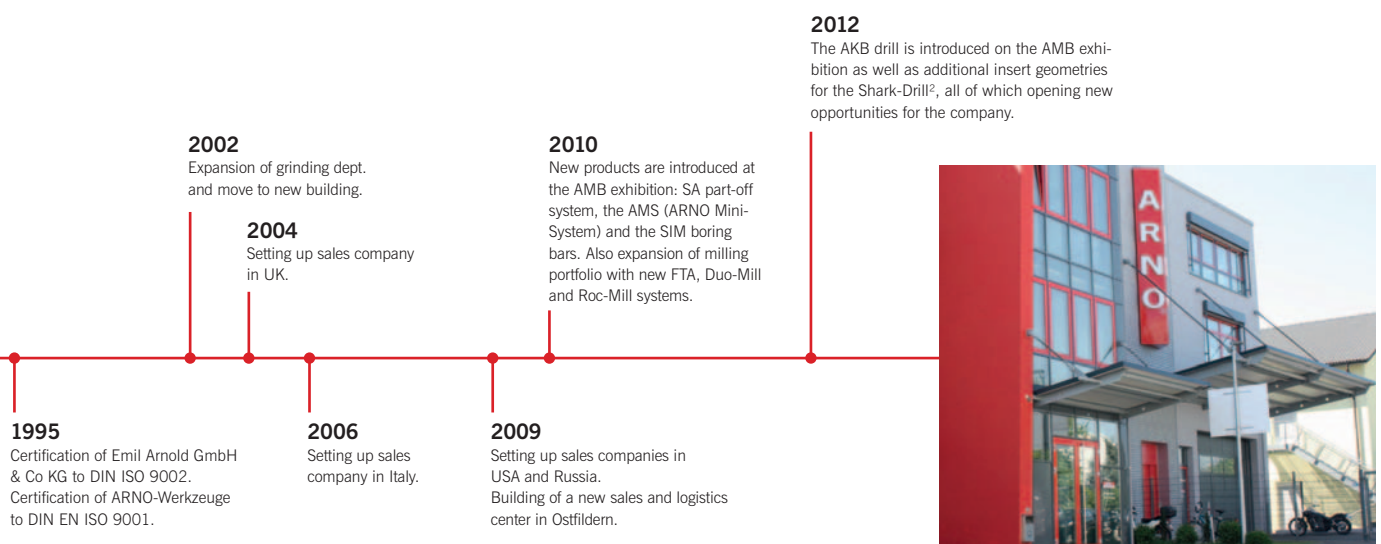 2012
The AKB drill is introduced on the AMB exhi-
bition as well as additional insert geometries
for the Shark-Drill², all of which opening new
opportunities for the company.
2002
Expansion of grinding dept.
and move to new building.
2010
New products are introduced at
the AMB exhibition: SA part-off
system, the AMS (ARNO Mini-
System) and the SIM boring
bars. Also expansion of milling
portfolio with new FTA, Duo-Mill
and Roc-Mill systems.
2004
Setting up sales company
in UK.
ARNO
1995
Certification of Emil Arnold GmbH
& Co KG to DIN ISO 9002.
Certification of ARNO-Werkzeuge
to DIN EN ISO 9001.
2006
Setting up sales
company in Italy.
2009
Setting up sales companies in
USA and Russia.
Building of a new sales and logistics
center in Ostfildern.